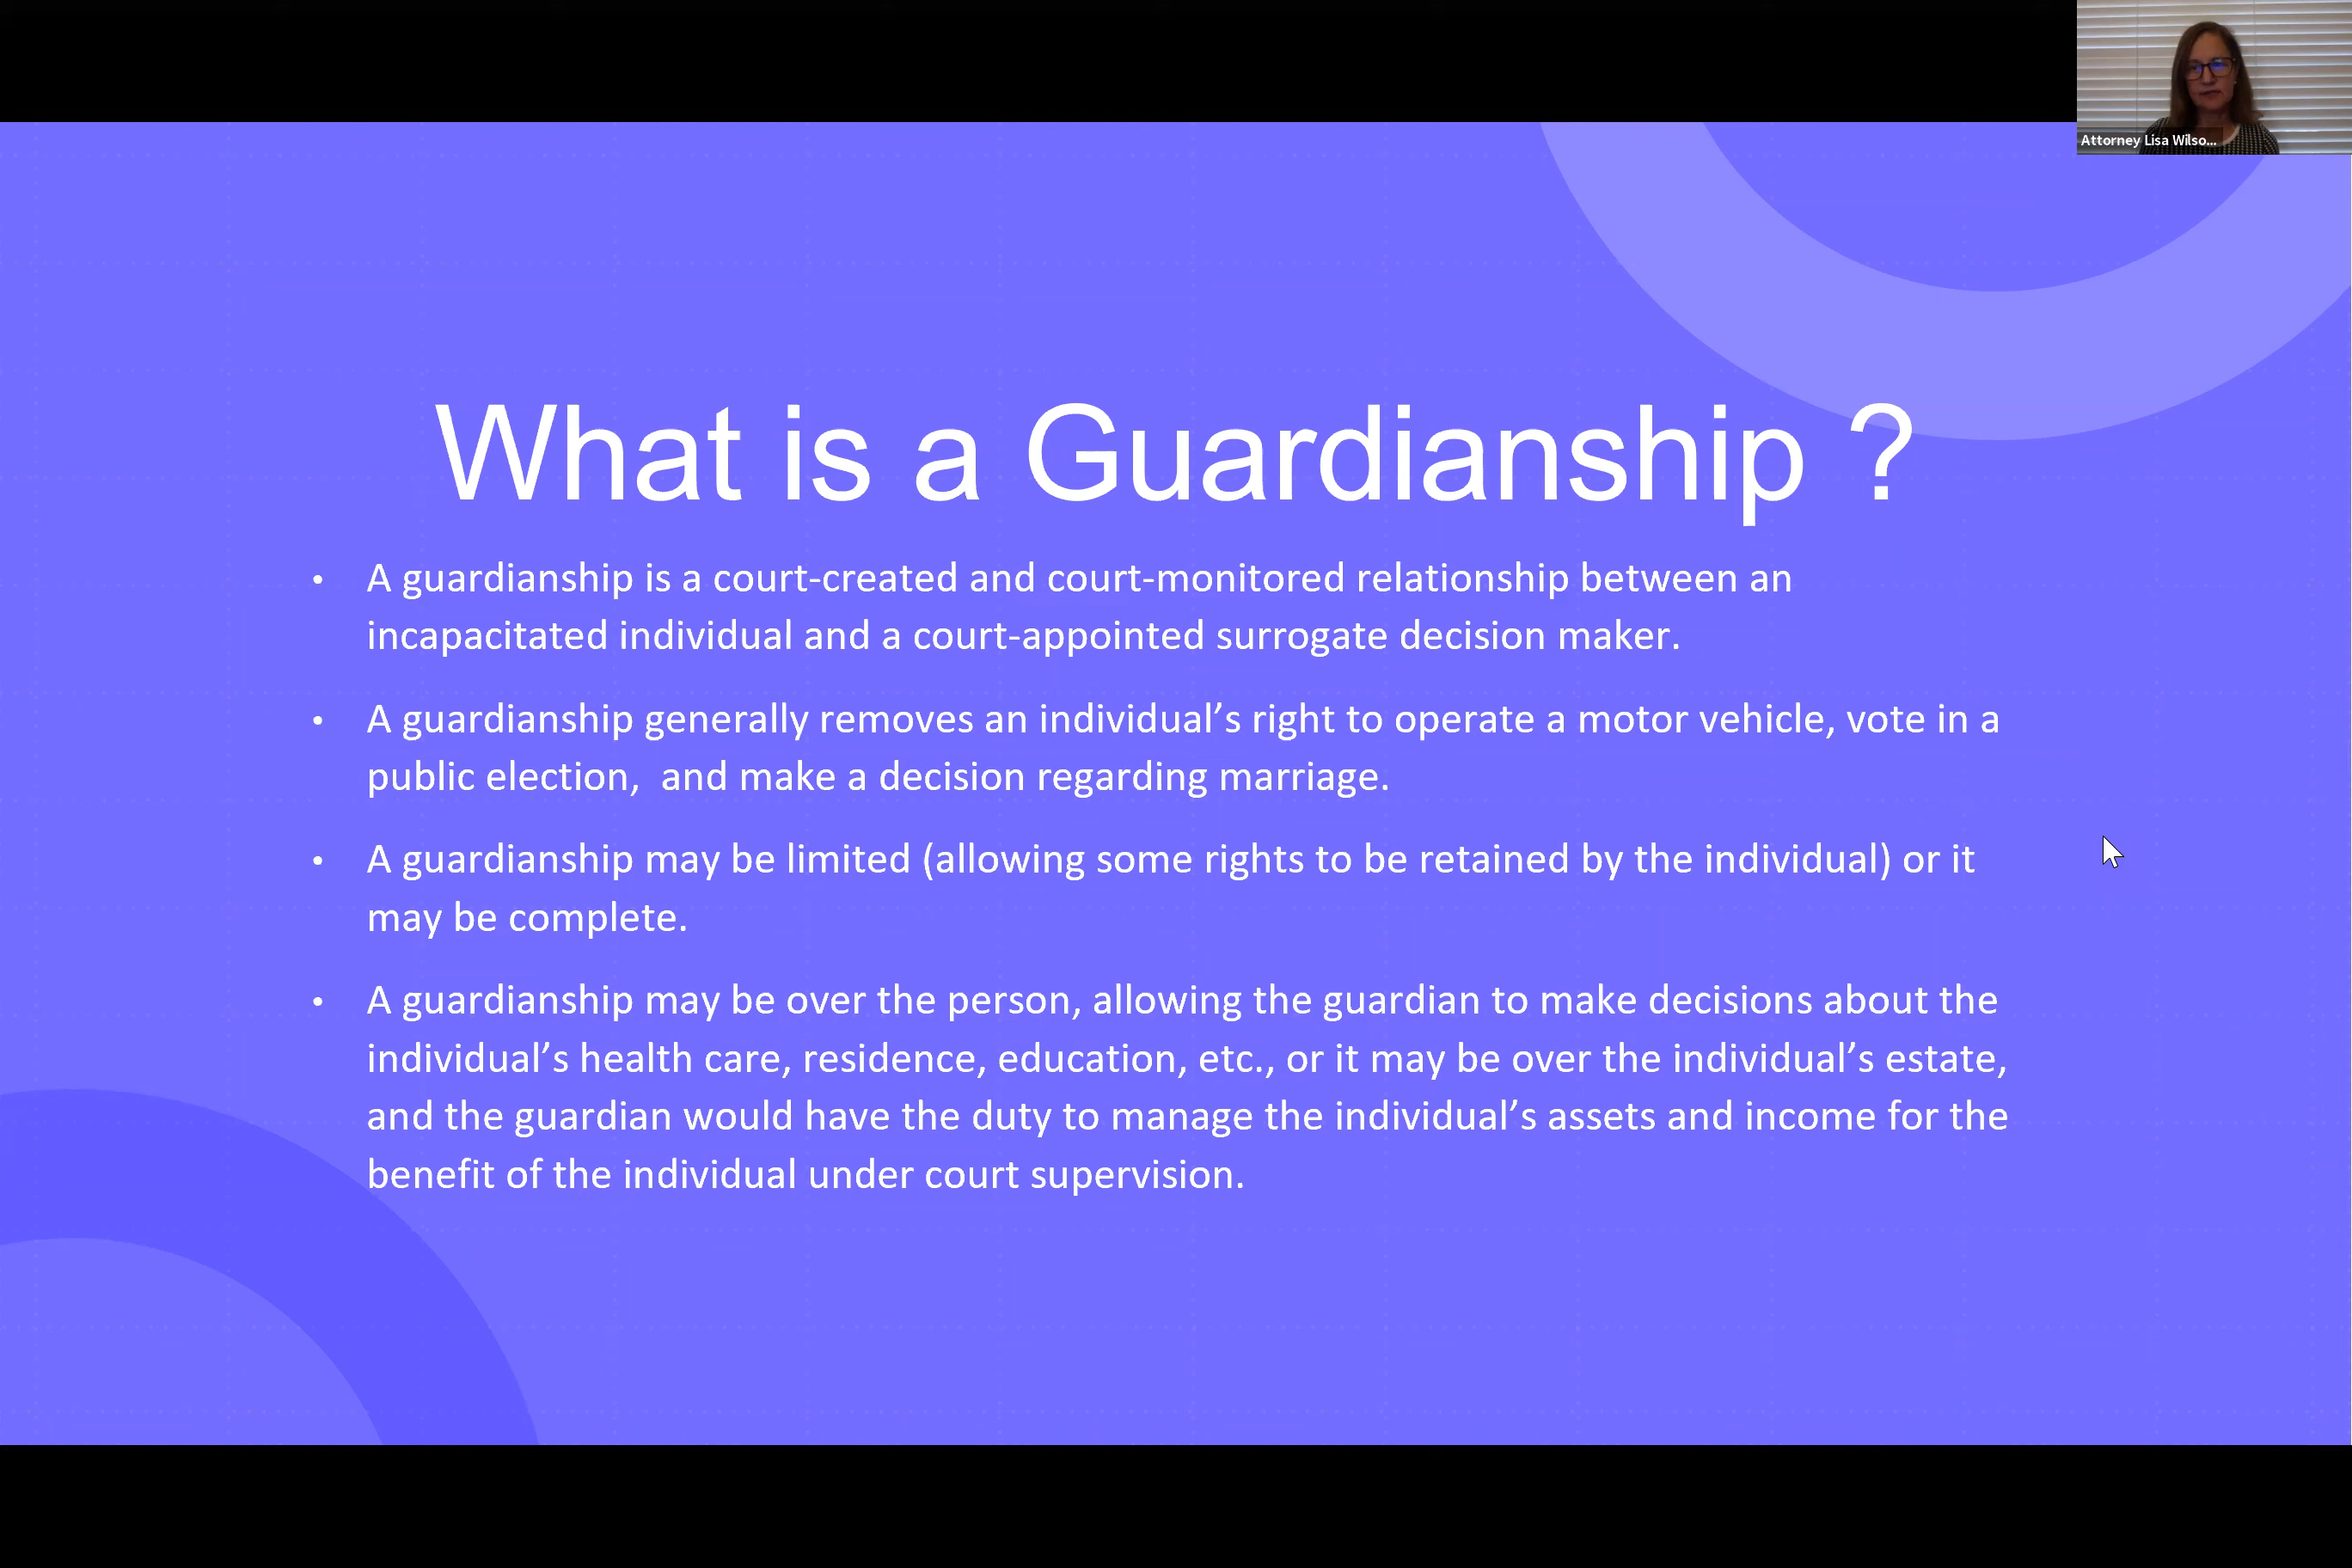 Attorney Lisa Wilso...
What is a Guardianship ?
• A guardianship is a court-created and court-monitored relationship between an
incapacitated individual and a court-appointed surrogate decision maker.
• A guardianship generally removes an individual’s right to operate a motor vehicle, vote in a
public election,  and make a decision regarding marriage.
• A guardianship may be limited (allowing some rights to be retained by the individual) or it
may be complete.
• A guardianship may be over the person, allowing the guardian to make decisions about the
individual’s health care, residence, education, etc., or it may be over the individual’s estate,
and the guardian would have the duty to manage the individual’s assets and income for the
benefit of the individual under court supervision.